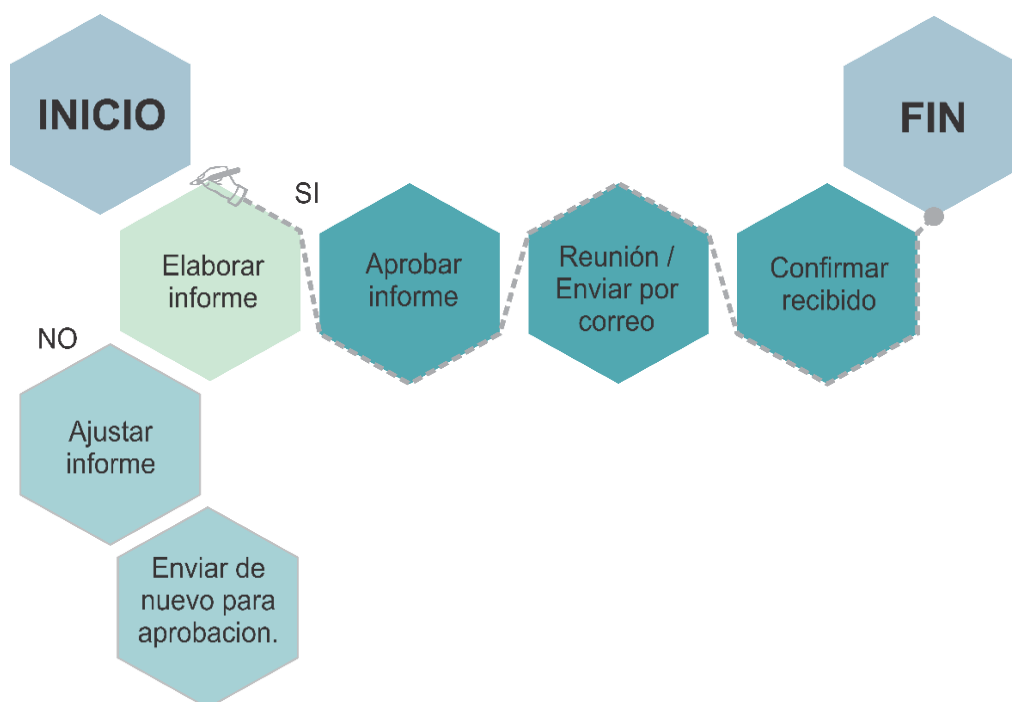 INICIO
FIN
SI
Elaborar
informe
Aprobar
informe
Reunión /
Enviar por
correo
Confirmar
recibido
NO
Ajustar
informe
Enviar de
nuevo para
aprobacion.